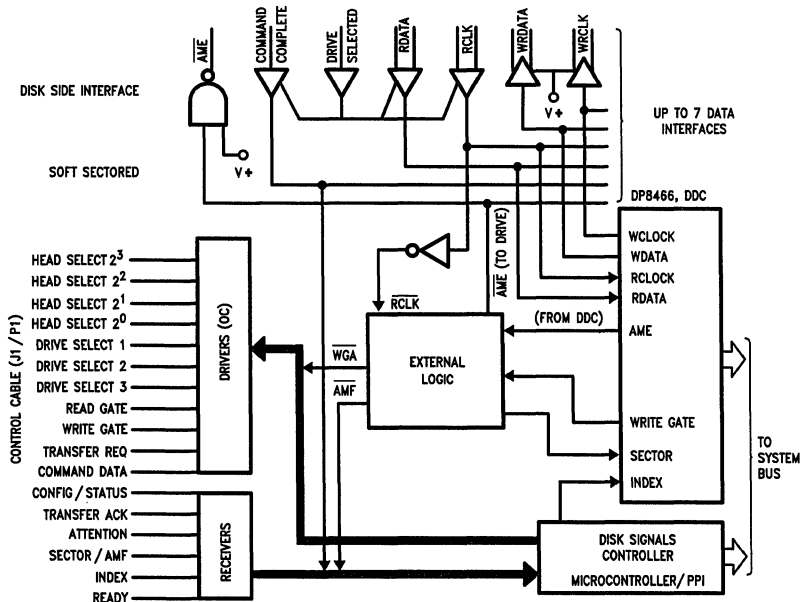 AME
COMMAND COMPLETE
DRIVE SELECTED
RDATA
RCLK
WRDATA
WRCLK
DISK SIDE INTERFACE
V+
UP TO 7 DATA
INTERFACES
V+
SOFT SECTORED
DP8466, DDC
HEAD SELECT 2³
HEAD SELECT 2²
HEAD SELECT 2¹
HEAD SELECT 2⁰
DRIVE SELECT 1
DRIVE SELECT 2
DRIVE SELECT 3
READ GATE
WRITE GATE
TRANSFER REQ
COMMAND DATA
CONFIG / STATUS
TRANSFER ACK
ATTENTION
SECTOR / AMF
INDEX
READY
CONTROL CABLE (J1 / P1)
DRIVERS (OC)
RECEIVERS
RCLK
AME (TO DRIVE)
WGA
AMF
EXTERNAL
LOGIC
(FROM DDC)
WCLOCK
WDATA
RCLOCK
RDATA
AME
WRITE GATE
SECTOR
INDEX
TO
SYSTEM
BUS
DISK SIGNALS
CONTROLLER
MICROCONTROLLER/PPI